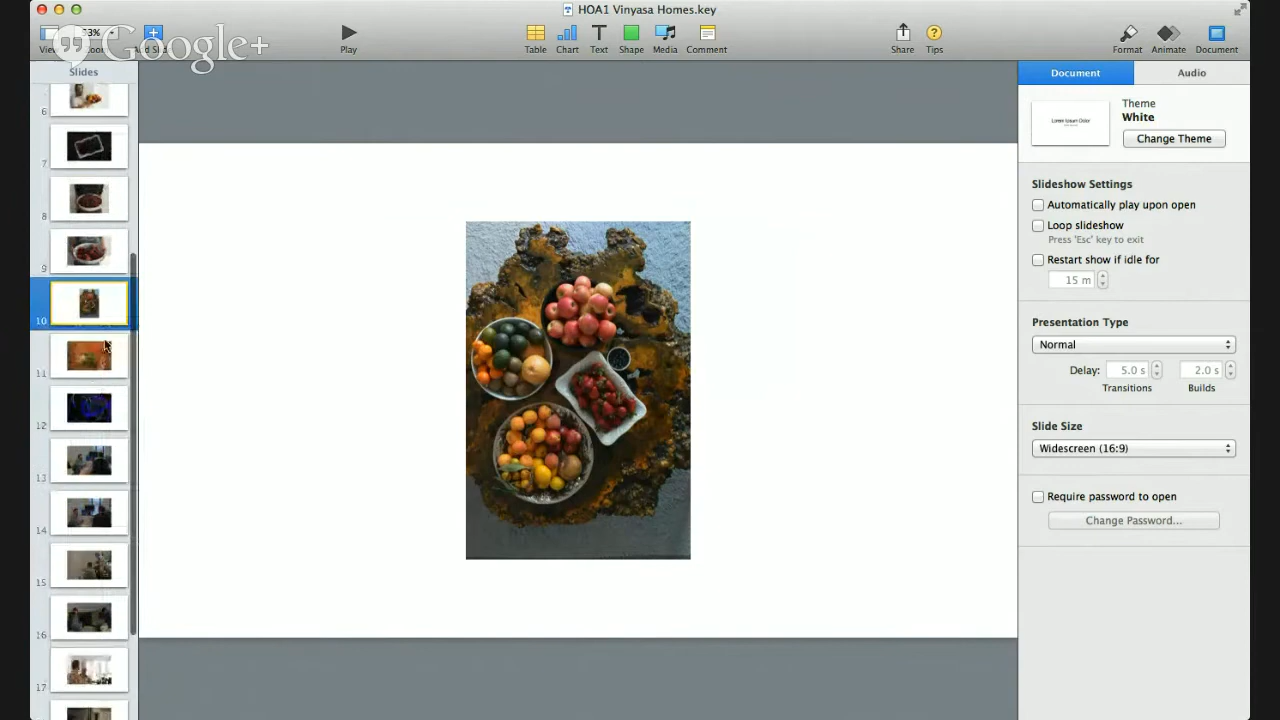 HOA1 Vinyasa Homes.key
Google+
Play
Table
Chart
Text
Shape
Media
Comment
Share
Tips
Format
Animate
Document
Slides
6
7
8
9
10
11
12
13
14
15
16
17
Document
Audio
Theme
White
Change Theme
Slideshow Settings
Automatically play upon open
Loop slideshow
Press 'Esc' key to exit
Restart show if idle for
15 m
Presentation Type
Normal
Delay:
5.0 s
2.0 s
Transitions
Builds
Slide Size
Widescreen (16:9)
Require password to open
Change Password...